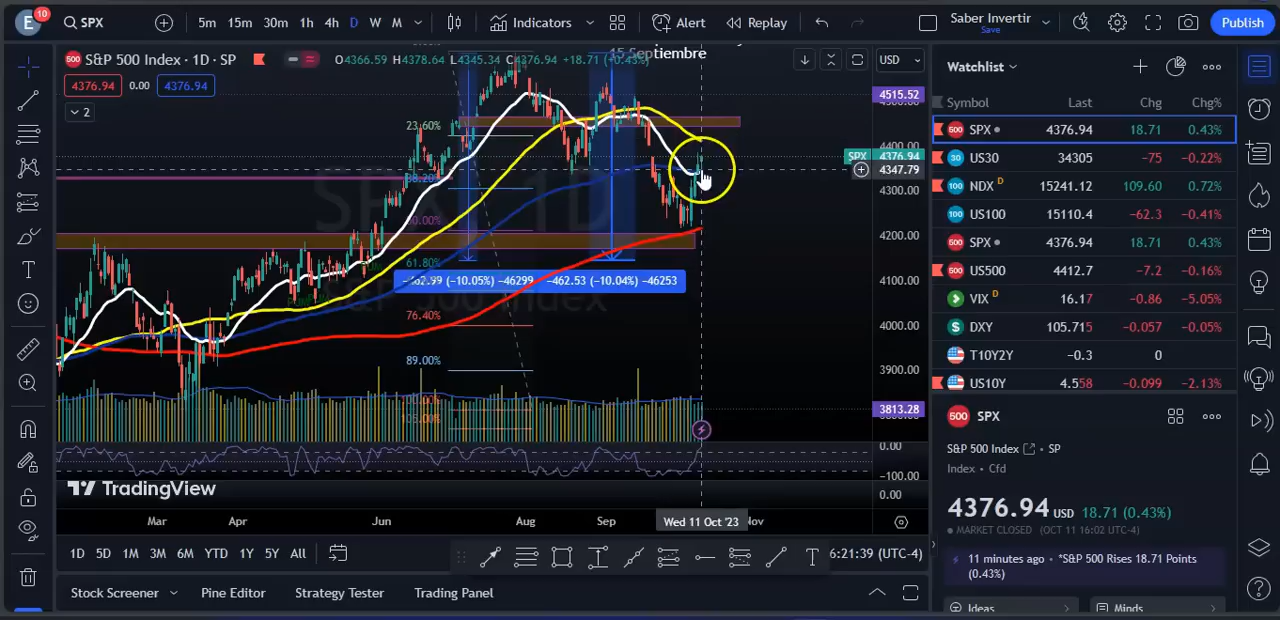 E
10
SPX
5m 15m 30m 1h 4h D W M
Indicators
Alert
Replay
Saber Invertir
Save
Publish
S&P 500 Index · 1D · SP
O4366.59 H4378.64 L4345.34 C4376.94 +18.71 (+0.43%)
4376.94 0.00 4376.94
2
15 Septiembre
USD
4515.52
4400.00
SPX 4376.94
4347.79
4300.00
4200.00
4100.00
4000.00
3900.00
3813.28
23.60%
38.20%
50.00%
61.80%
76.40%
89.00%
−462.99 (−10.05%) −46299
−462.53 (−10.04%) −46253
0.00
−100.00
0.00
TradingView
Mar Apr Jun Aug Sep Wed 11 Oct '23 Nov
1D 5D 1M 3M 6M YTD 1Y 5Y All
6:21:39 (UTC-4)
Stock Screener
Pine Editor
Strategy Tester
Trading Panel
Watchlist
Symbol Last Chg Chg%
SPX 4376.94 18.71 0.43%
US30 34305 −75 −0.22%
NDX D 15241.12 109.60 0.72%
US100 15110.4 −62.3 −0.41%
SPX 4376.94 18.71 0.43%
US500 4412.7 −7.2 −0.16%
VIX D 16.17 −0.86 −5.05%
DXY 105.715 −0.057 −0.05%
T10Y2Y −0.3 0
US10Y 4.558 −0.099 −2.13%
500 SPX
S&P 500 Index · SP
Index • Cfd
4376.94 USD 18.71 (0.43%)
MARKET CLOSED (OCT 11 16:02 UTC-4)
11 minutes ago • *S&P 500 Rises 18.71 Points
(0.43%)
Ideas
Minds